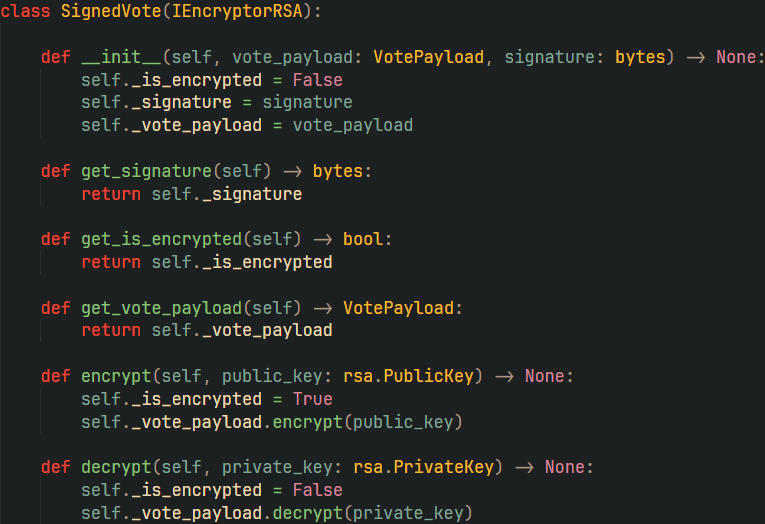 class SignedVote(IEncryptorRSA):
def __init__(self, vote_payload: VotePayload, signature: bytes) -> None:
self._is_encrypted = False
self._signature = signature
self._vote_payload = vote_payload
def get_signature(self) -> bytes:
return self._signature
def get_is_encrypted(self) -> bool:
return self._is_encrypted
def get_vote_payload(self) -> VotePayload:
return self._vote_payload
def encrypt(self, public_key: rsa.PublicKey) -> None:
self._is_encrypted = True
self._vote_payload.encrypt(public_key)
def decrypt(self, private_key: rsa.PrivateKey) -> None:
self._is_encrypted = False
self._vote_payload.decrypt(private_key)